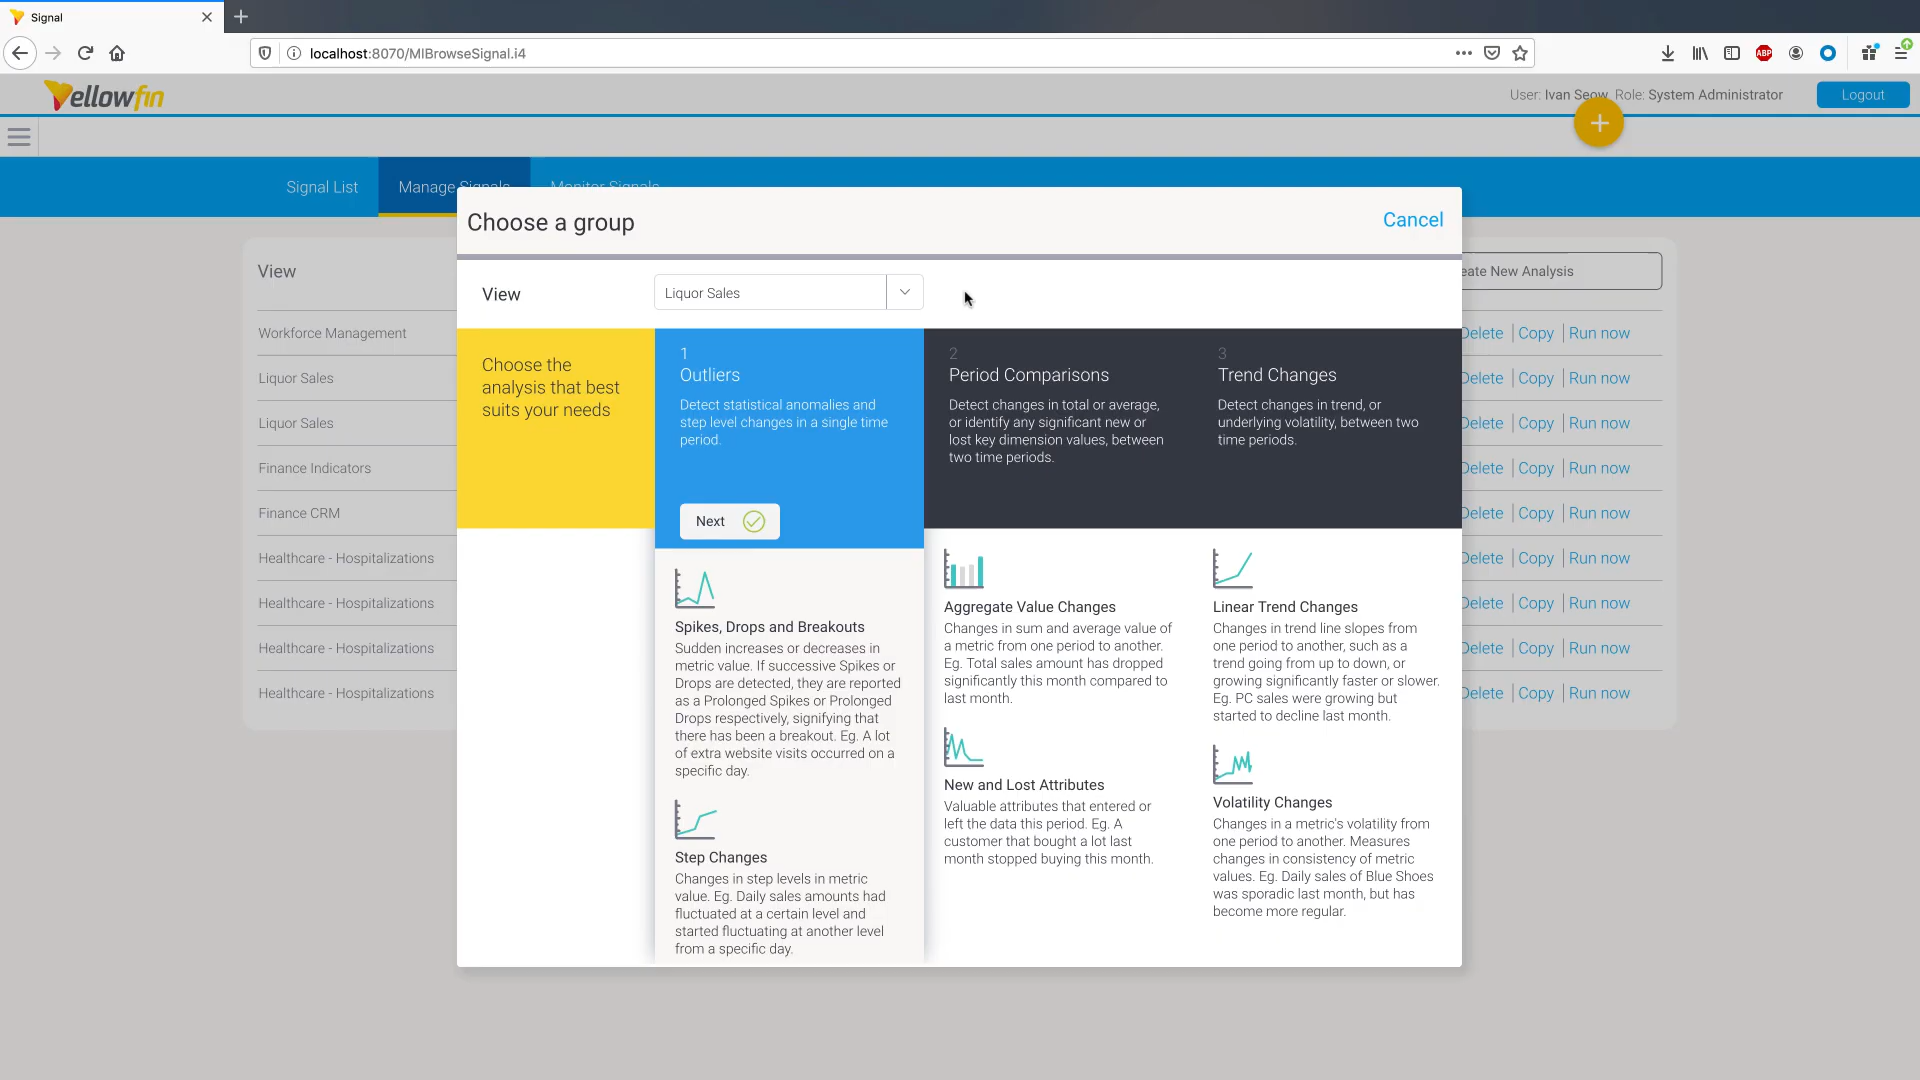 Signal
localhost:8070/MIBrowseSignal.i4
ABP
Yellowfin
User: Ivan Seow Role: System Administrator
Logout
Signal List
Manage Signals
Monitor Signals
Choose a group
Cancel
View
eate New Analysis
View
Liquor Sales
Workforce Management
Delete | Copy | Run now
Liquor Sales
Delete | Copy | Run now
Liquor Sales
Delete | Copy | Run now
Finance Indicators
Delete | Copy | Run now
Finance CRM
Delete | Copy | Run now
Healthcare - Hospitalizations
Delete | Copy | Run now
Healthcare - Hospitalizations
Delete | Copy | Run now
Healthcare - Hospitalizations
Delete | Copy | Run now
Healthcare - Hospitalizations
Delete | Copy | Run now
Choose the
analysis that best
suits your needs
1
Outliers
Detect statistical anomalies and
step level changes in a single time
period.
Next
2
Period Comparisons
Detect changes in total or average,
or identify any significant new or
lost key dimension values, between
two time periods.
3
Trend Changes
Detect changes in trend, or
underlying volatility, between two
time periods.
Spikes, Drops and Breakouts
Sudden increases or decreases in
metric value. If successive Spikes or
Drops are detected, they are reported
as a Prolonged Spikes or Prolonged
Drops respectively, signifying that
there has been a breakout. Eg. A lot
of extra website visits occurred on a
specific day.
Step Changes
Changes in step levels in metric
value. Eg. Daily sales amounts had
fluctuated at a certain level and
started fluctuating at another level
from a specific day.
Aggregate Value Changes
Changes in sum and average value of
a metric from one period to another.
Eg. Total sales amount has dropped
significantly this month compared to
last month.
New and Lost Attributes
Valuable attributes that entered or
left the data this period. Eg. A
customer that bought a lot last
month stopped buying this month.
Linear Trend Changes
Changes in trend line slopes from
one period to another, such as a
trend going from up to down, or
growing significantly faster or slower.
Eg. PC sales were growing but
started to decline last month.
Volatility Changes
Changes in a metric's volatility from
one period to another. Measures
changes in consistency of metric
values. Eg. Daily sales of Blue Shoes
was sporadic last month, but has
become more regular.